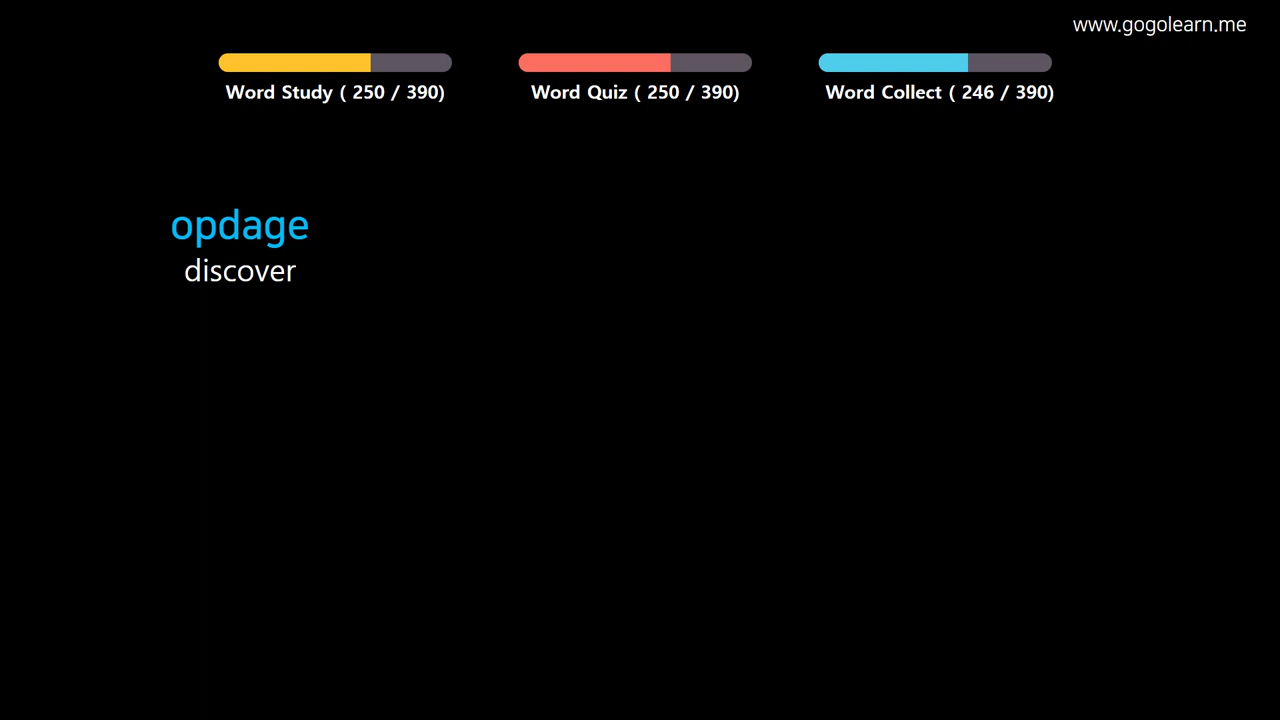 www.gogolearn.me
Word Study ( 250 / 390)
Word Quiz ( 250 / 390)
Word Collect ( 246 / 390)
opdage
discover